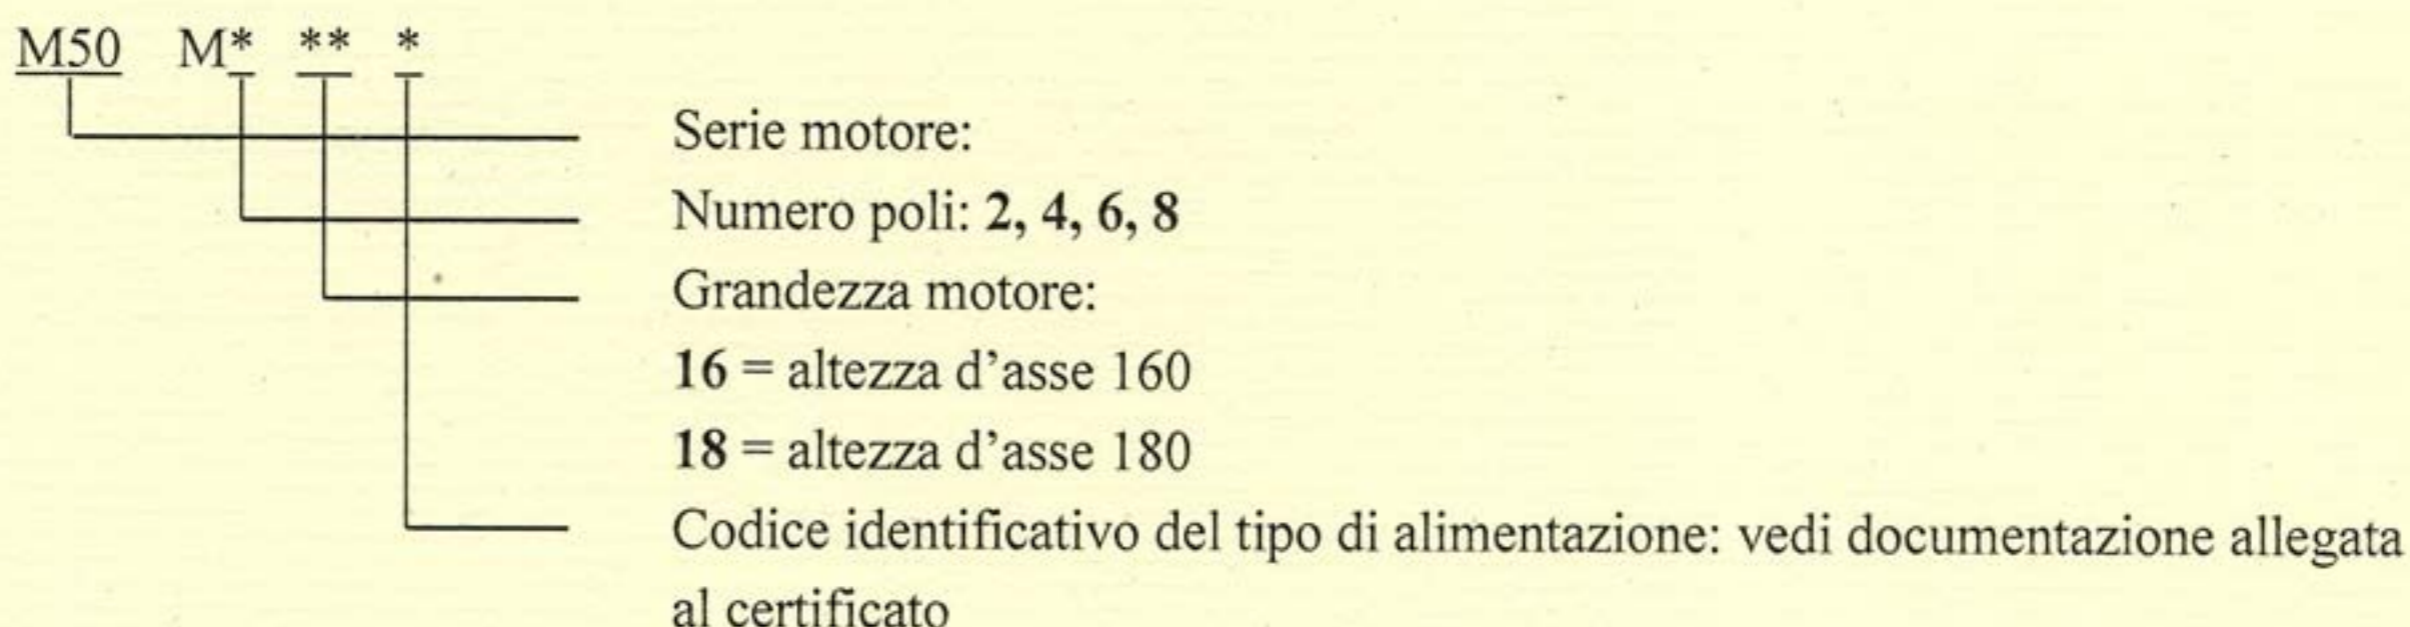 M50 M* ** *
Serie motore:
Numero poli: 2, 4, 6, 8
Grandezza motore:
16 = altezza d’asse 160
18 = altezza d’asse 180
Codice identificativo del tipo di alimentazione: vedi documentazione allegata
al certificato